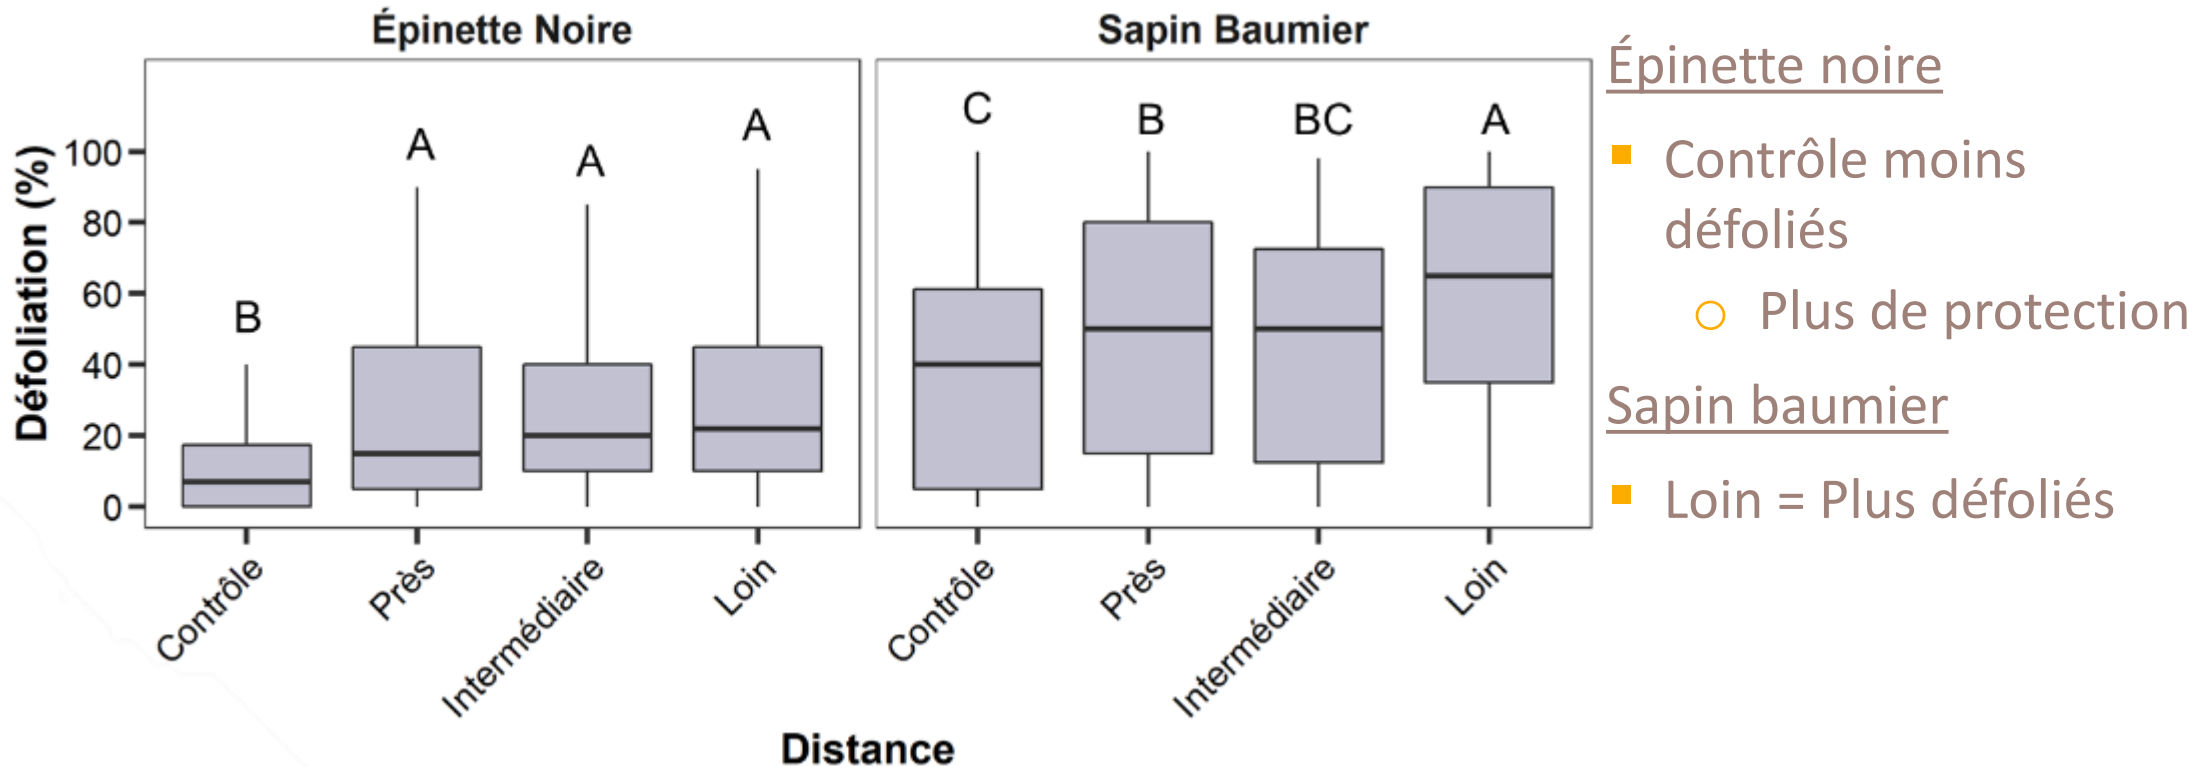 Épinette Noire
Sapin Baumier
Défoliation (%)
100
80
60
40
20
0
B
A
A
A
C
B
BC
A
Contrôle
Près
Intermédiaire
Loin
Contrôle
Près
Intermédiaire
Loin
Distance
Épinette noire
Contrôle moins
défoliés
Plus de protection
Sapin baumier
Loin = Plus défoliés